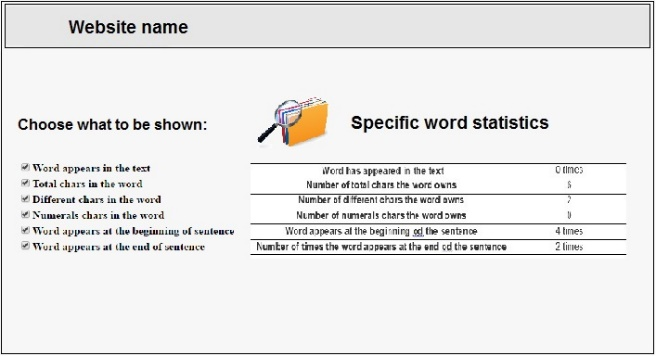 Website name
Choose what to be shown:
Specific word statistics
Word appears in the text
Total chars in the word
Different chars in the word
Numerals chars in the word
Word appears at the beginning of sentence
Word appears at the end of sentence
Word has appeared in the text 0 times
Number of total chars the word owns 6
Number of different chars the word owns 2
Number of numerals chars the word owns 0
Word appears at the beginning od the sentence 4 times
Number of times the word appears at the end od the sentence 2 times